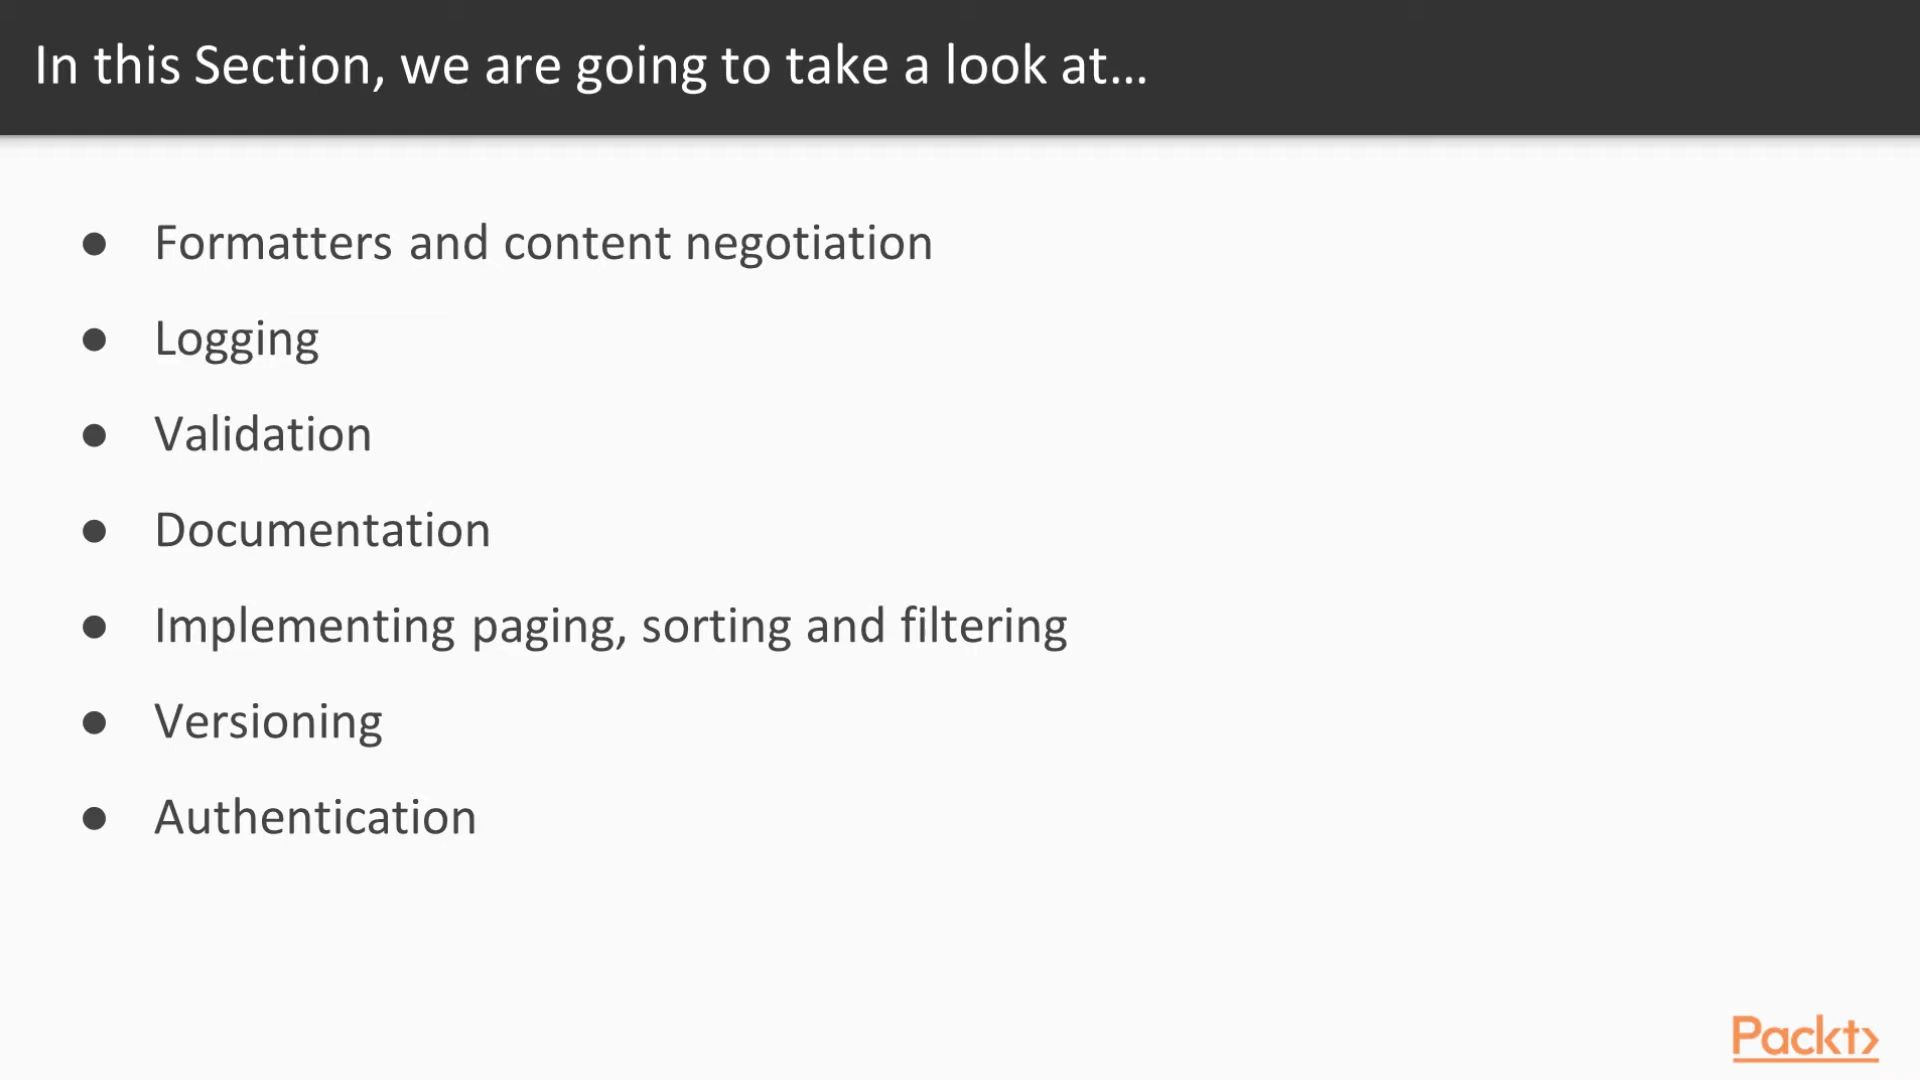 In this Section, we are going to take a look at...
● Formatters and content negotiation
● Logging
● Validation
● Documentation
● Implementing paging, sorting and filtering
● Versioning
● Authentication
Packt>